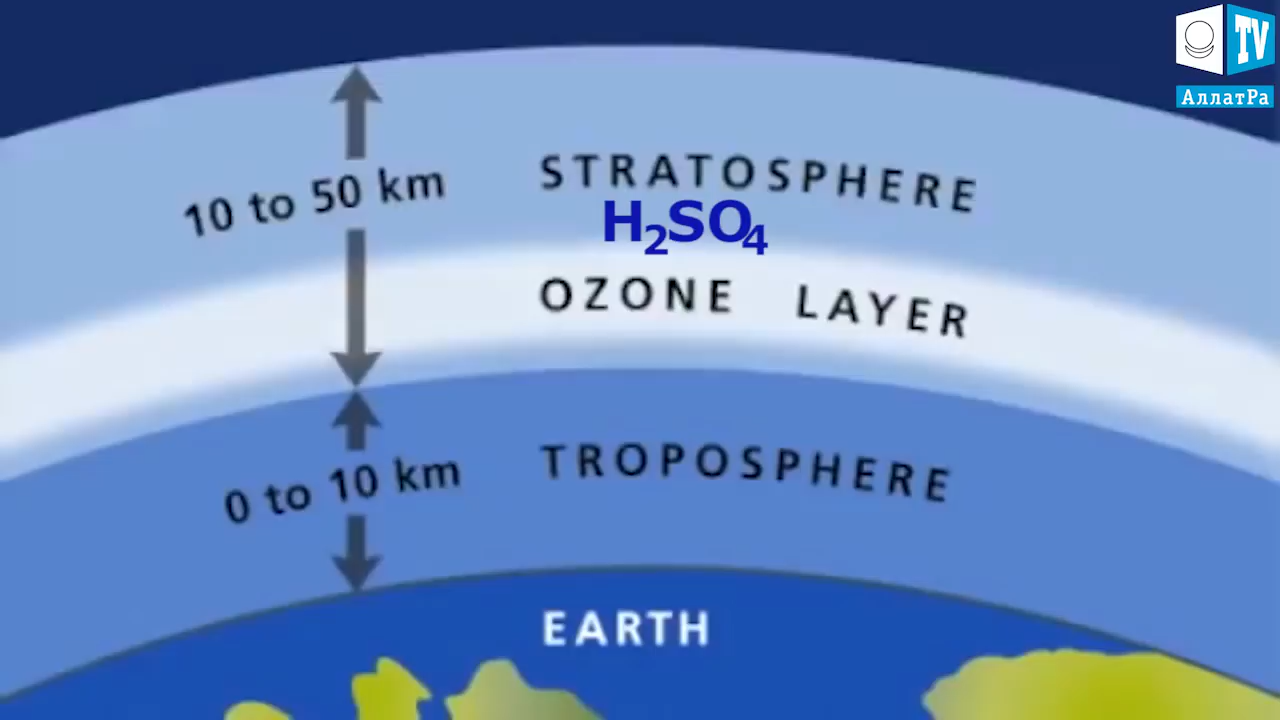 TV
АллатРа
STRATOSPHERE
10 to 50 km
H₂SO₄
OZONE LAYER
TROPOSPHERE
0 to 10 km
EARTH